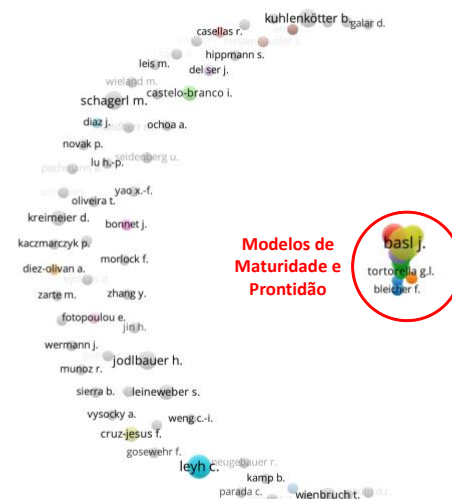 kuhlenkötter b.
galar d.
casellas r.
hippmann s.
leis m.
del ser j.
wieland m.
castelo-branco i.
schagerl m.
diaz j.
ochoa a.
novak p.
seidenberg u.
lu h.-p.
yao x.-f.
oliveira t.
kreimeier d.
bonnet j.
kaczmarczyk p.
Modelos de
Maturidade e
Prontidão
basl j.
tortorella g.l.
bleicher f.
morlock f.
diez-olivan a.
zarte m.
zhang y.
fotopoulou e.
jin h.
wermann j.
jodlbauer h.
munoz r.
sierra b.
leineweber s.
vysocky a.
weng c.-i.
cruz-jesus f.
gosewehr f.
leyh c.
neugebauer r.
kamp b.
parada c.
wienbruch t.